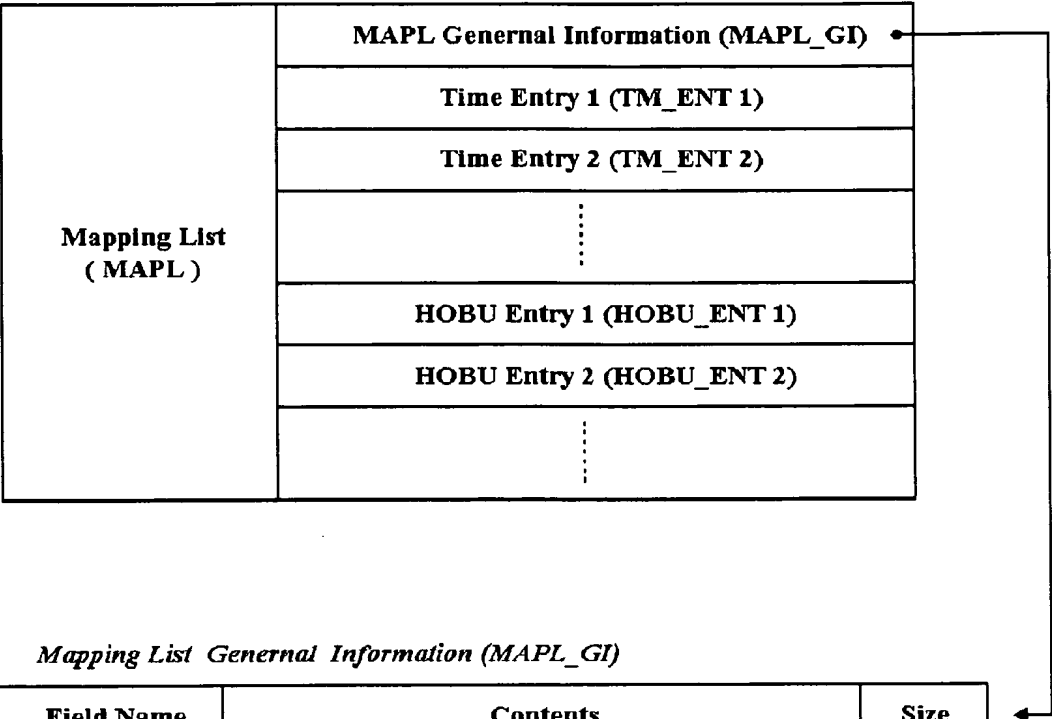 MAPL Genernal Information (MAPL_GI)
Time Entry 1 (TM_ENT 1)
Time Entry 2 (TM_ENT 2)
Mapping List
( MAPL )
HOBU Entry 1 (HOBU_ENT 1)
HOBU Entry 2 (HOBU_ENT 2)
Mapping List Genernal Information (MAPL_GI)
Field Name Contents Size